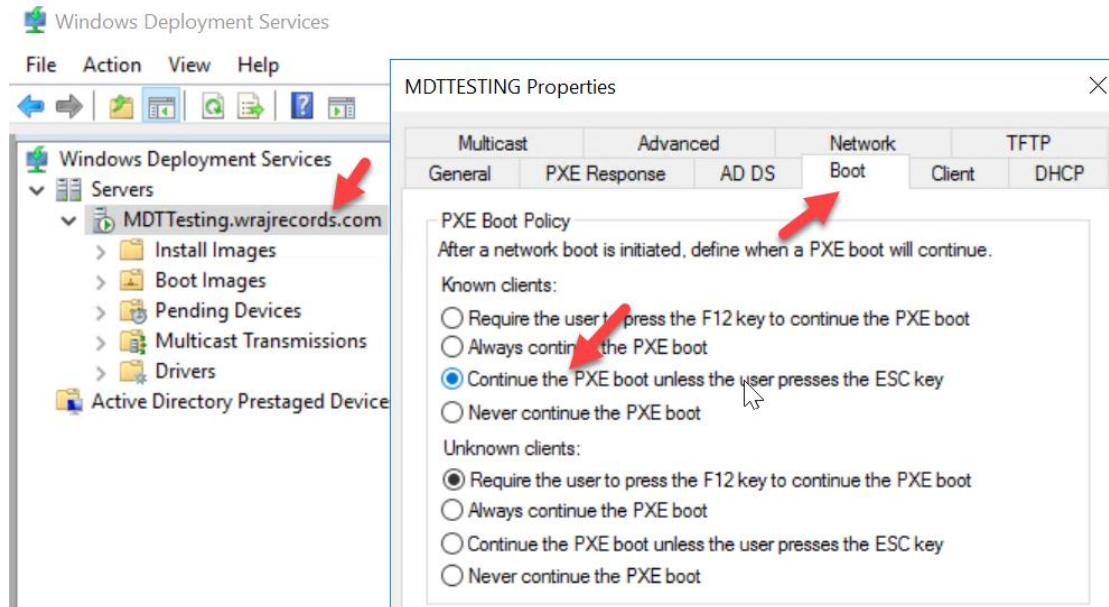 Windows Deployment Services
File Action View Help
Windows Deployment Services
Servers
MDTTesting.wrajrecords.com
Install Images
Boot Images
Pending Devices
Multicast Transmissions
Drivers
Active Directory Prestaged Device
MDTTESTING Properties
Multicast Advanced Network TFTP
General PXE Response AD DS Boot Client DHCP
PXE Boot Policy
After a network boot is initiated, define when a PXE boot will continue.
Known clients:
Require the user to press the F12 key to continue the PXE boot
Always continue the PXE boot
Continue the PXE boot unless the user presses the ESC key
Never continue the PXE boot
Unknown clients:
Require the user to press the F12 key to continue the PXE boot
Always continue the PXE boot
Continue the PXE boot unless the user presses the ESC key
Never continue the PXE boot